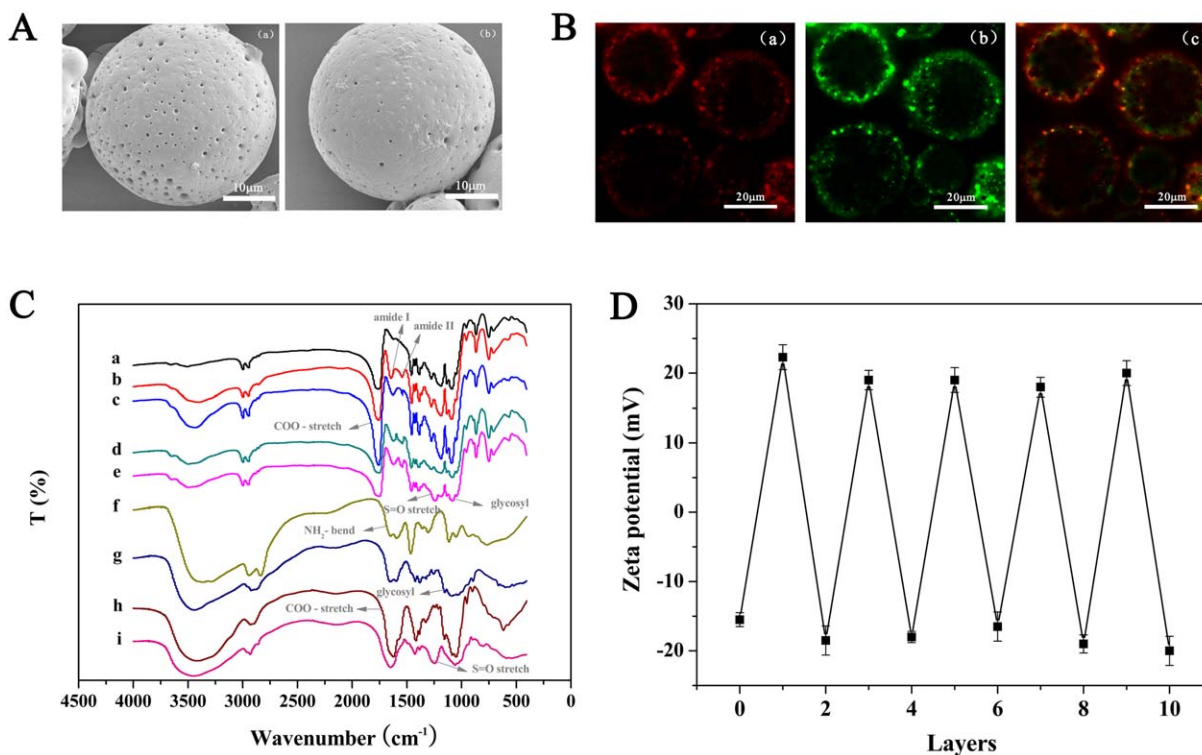 A
(a)
10μm
(b)
10μm
B
(a)
20μm
(b)
20μm
(c)
20μm
C
amide I
amide II
a
b
c
COO - stretch
d
e
S=O stretch
glycosyl
f
NH2- bend
g
glycosyl
h
COO - stretch
i
S=O stretch
T (%)
4500 4000 3500 3000 2500 2000 1500 1000 500 0
Wavenumber (cm-1)
D
30
20
10
0
-10
-20
Zeta potential (mV)
0 2 4 6 8 10
Layers